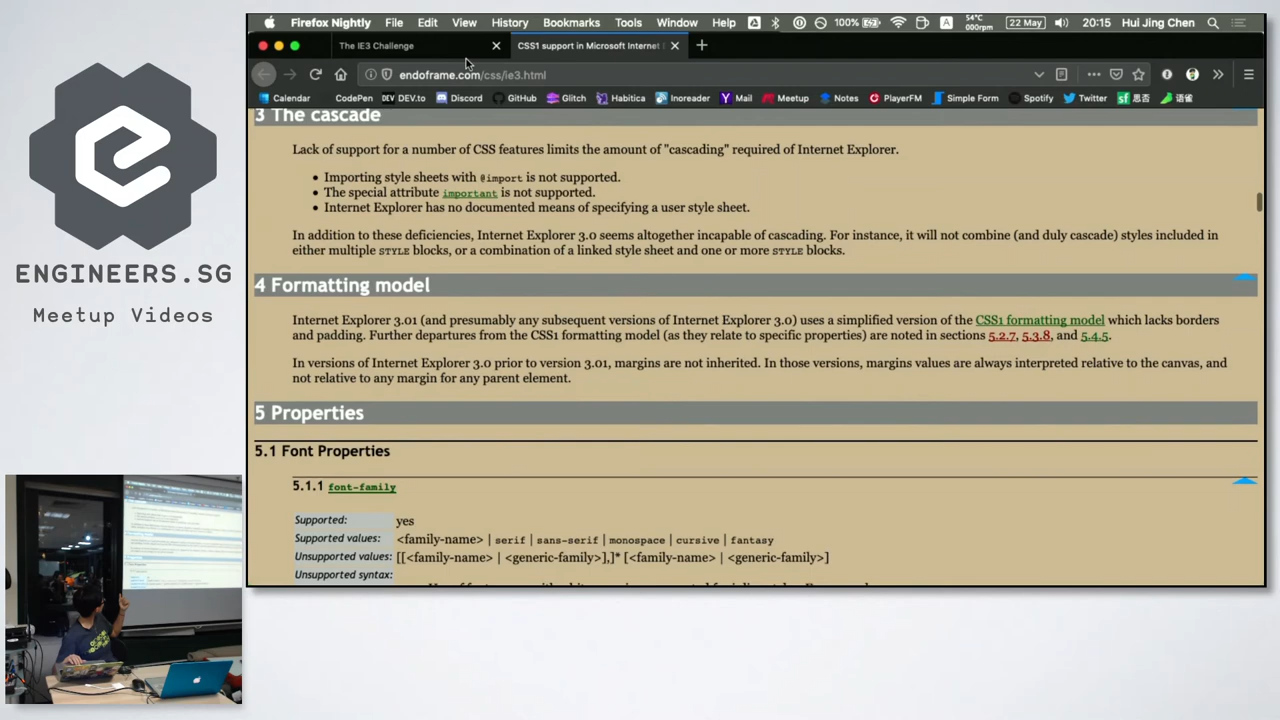 Firefox Nightly File Edit View History Bookmarks Tools Window Help 100% A 54°C 000rpm 22 May 20:15 Hui Jing Chen
The IE3 Challenge
CSS1 support in Microsoft Internet
endoframe.com/css/ie3.html
Calendar CodePen DEV DEV.to Discord GitHub Glitch Habitica Inoreader Mail Meetup Notes PlayerFM Simple Form Spotify Twitter sf 思否 语雀
3 The cascade
Lack of support for a number of CSS features limits the amount of "cascading" required of Internet Explorer.
• Importing style sheets with @import is not supported.
• The special attribute important is not supported.
• Internet Explorer has no documented means of specifying a user style sheet.
In addition to these deficiencies, Internet Explorer 3.0 seems altogether incapable of cascading. For instance, it will not combine (and duly cascade) styles included in
either multiple STYLE blocks, or a combination of a linked style sheet and one or more STYLE blocks.
4 Formatting model
Internet Explorer 3.01 (and presumably any subsequent versions of Internet Explorer 3.0) uses a simplified version of the CSS1 formatting model which lacks borders
and padding. Further departures from the CSS1 formatting model (as they relate to specific properties) are noted in sections 5.2.7, 5.3.8, and 5.4.5.
In versions of Internet Explorer 3.0 prior to version 3.01, margins are not inherited. In those versions, margins values are always interpreted relative to the canvas, and
not relative to any margin for any parent element.
5 Properties
5.1 Font Properties
5.1.1 font-family
Supported: yes
Supported values: <family-name> | serif | sans-serif | monospace | cursive | fantasy
Unsupported values: [[<family-name> | <generic-family>],]* [<family-name> | <generic-family>]
Unsupported syntax:
ENGINEERS.SG
Meetup Videos